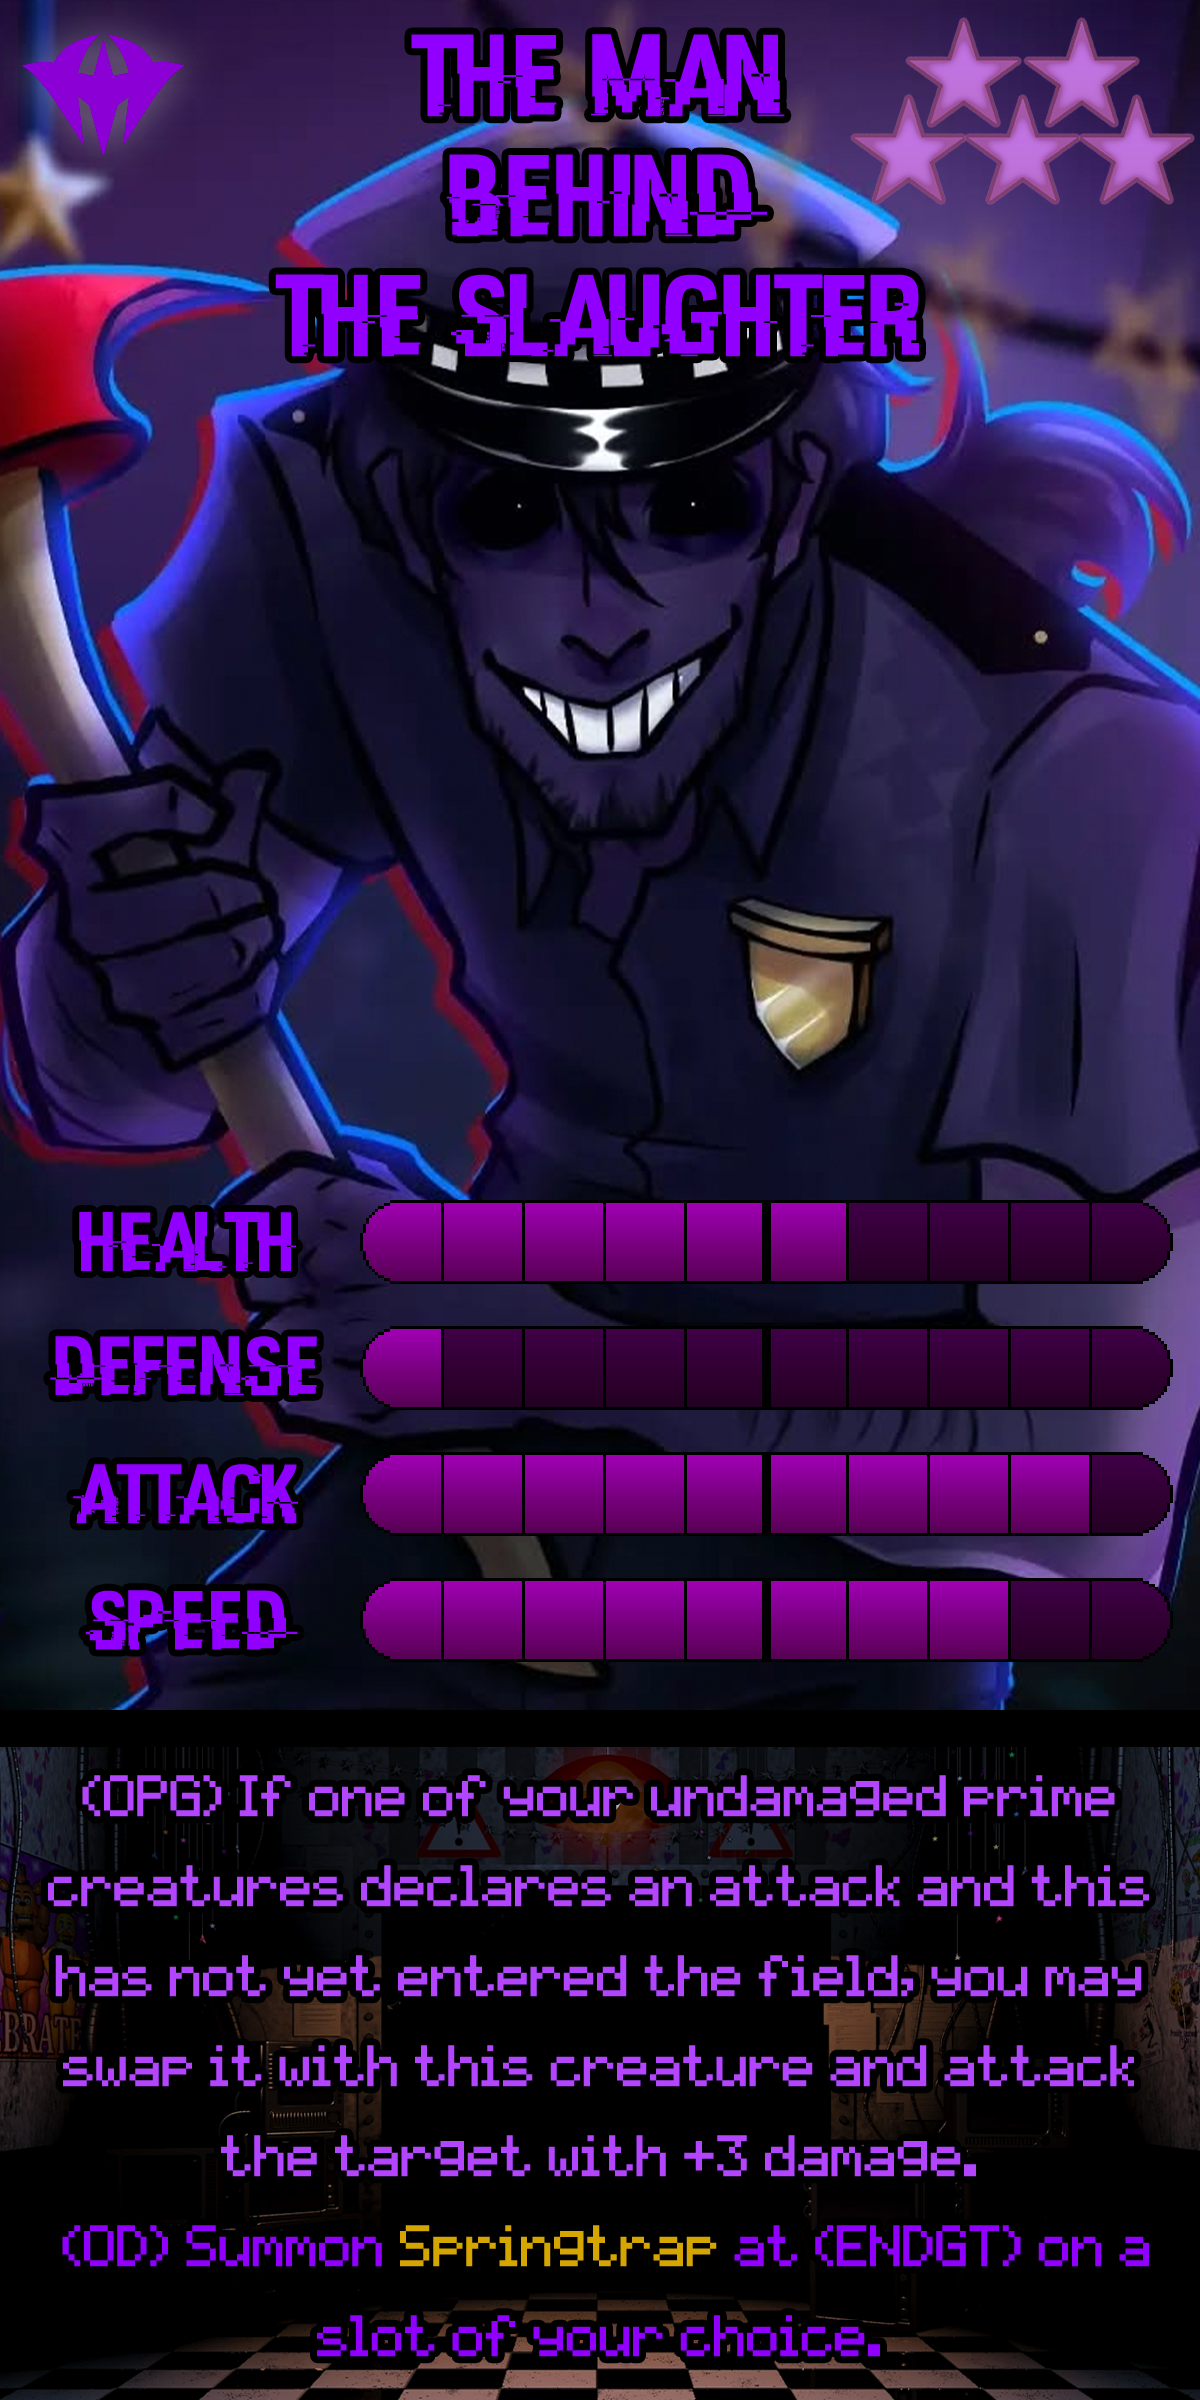 THE MAN
BEHIND
THE SLAUGHTER
HEALTH
DEFENSE
ATTACK
SPEED
(OPG) If one of your undamaged prime
creatures declares an attack and this
has not yet entered the field, you may
swap it with this creature and attack
the target with +3 damage.
BRATE
(OD) Summon Springtrap at (ENDGT) on a
slot of your choice.